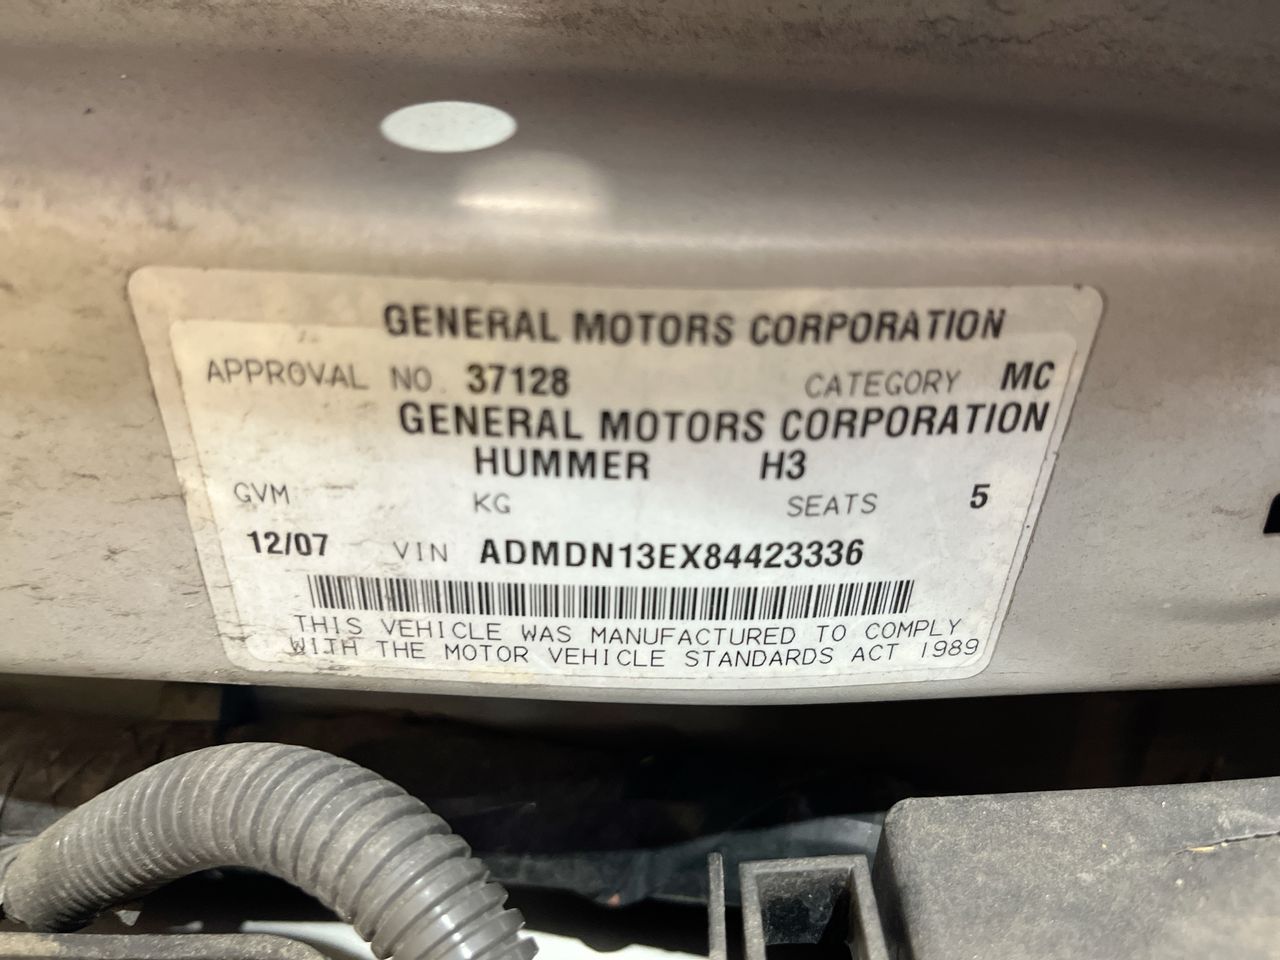 GENERAL MOTORS CORPORATION
APPROVAL NO. 37128 CATEGORY MC
GENERAL MOTORS CORPORATION
HUMMER H3
GVM KG SEATS 5
12/07 VIN ADMDN13EX84423336
THIS VEHICLE WAS MANUFACTURED TO COMPLY
WITH THE MOTOR VEHICLE STANDARDS ACT 1989